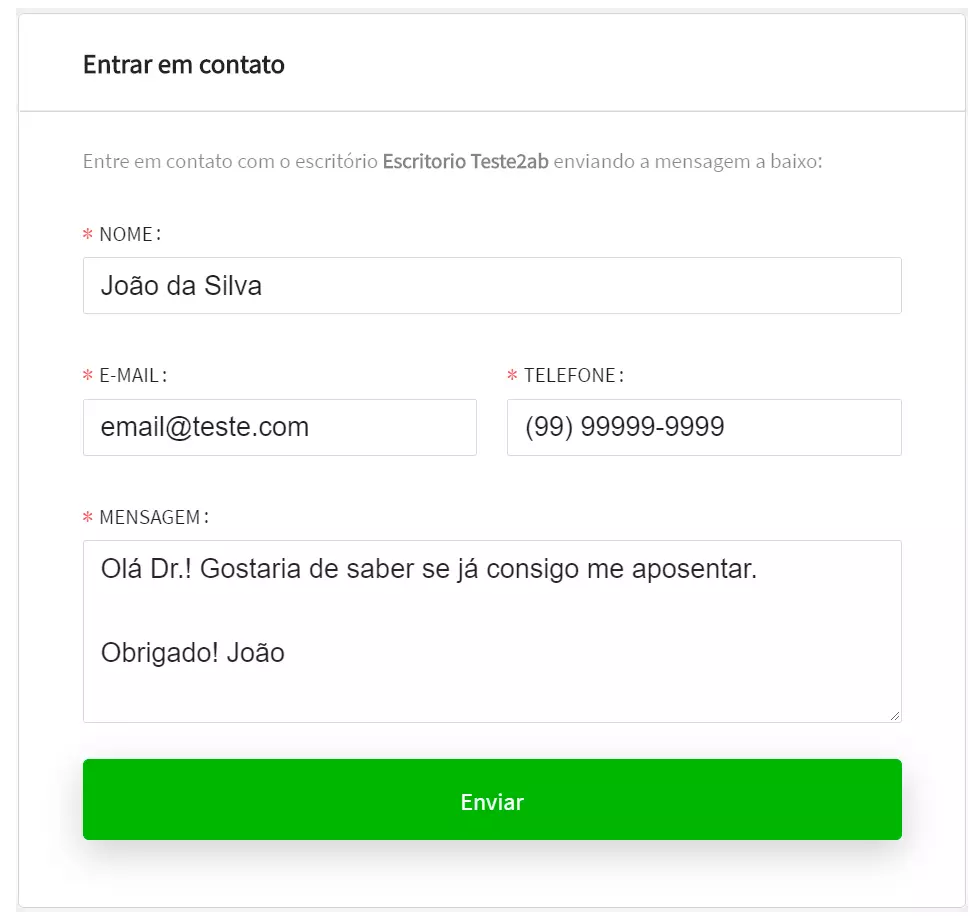 Entrar em contato
Entre em contato com o escritório Escritorio Teste2ab enviando a mensagem a baixo:
* NOME:
João da Silva
* E-MAIL:
* TELEFONE:
email@teste.com
(99) 99999-9999
* MENSAGEM:
Olá Dr.! Gostaria de saber se já consigo me aposentar.
Obrigado! João
Enviar